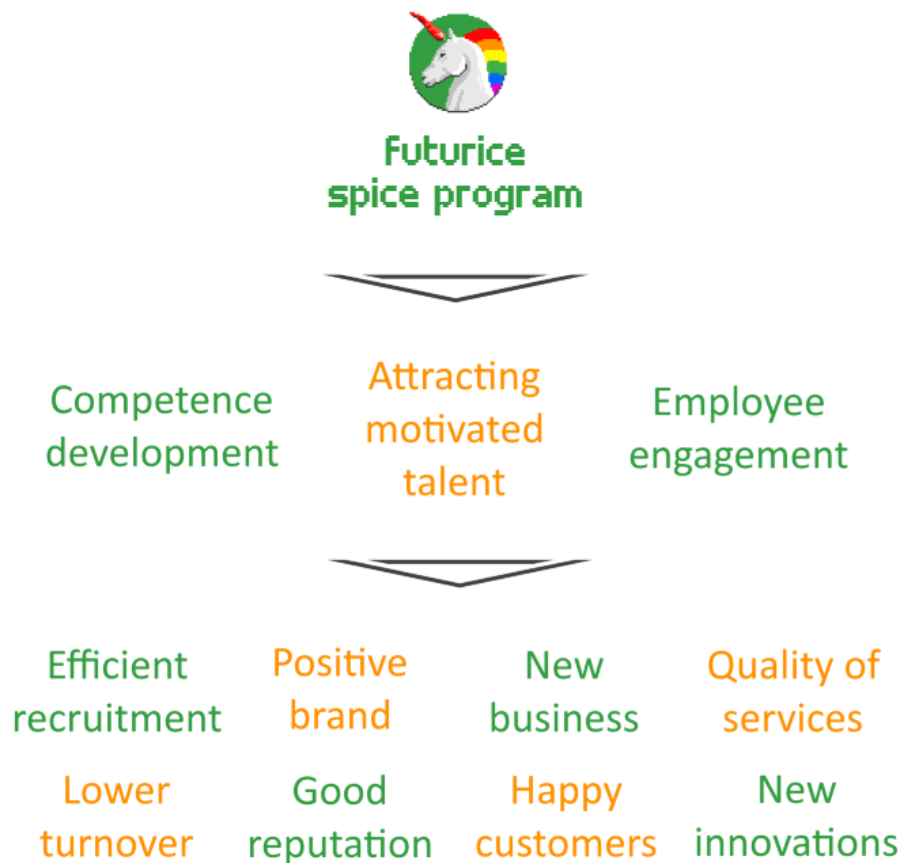 Futurice
spice program
Competence
development
Attracting
motivated
talent
Employee
engagement
Efficient
recruitment
Positive
brand
New
business
Quality of
services
Lower
turnover
Good
reputation
Happy
customers
New
innovations